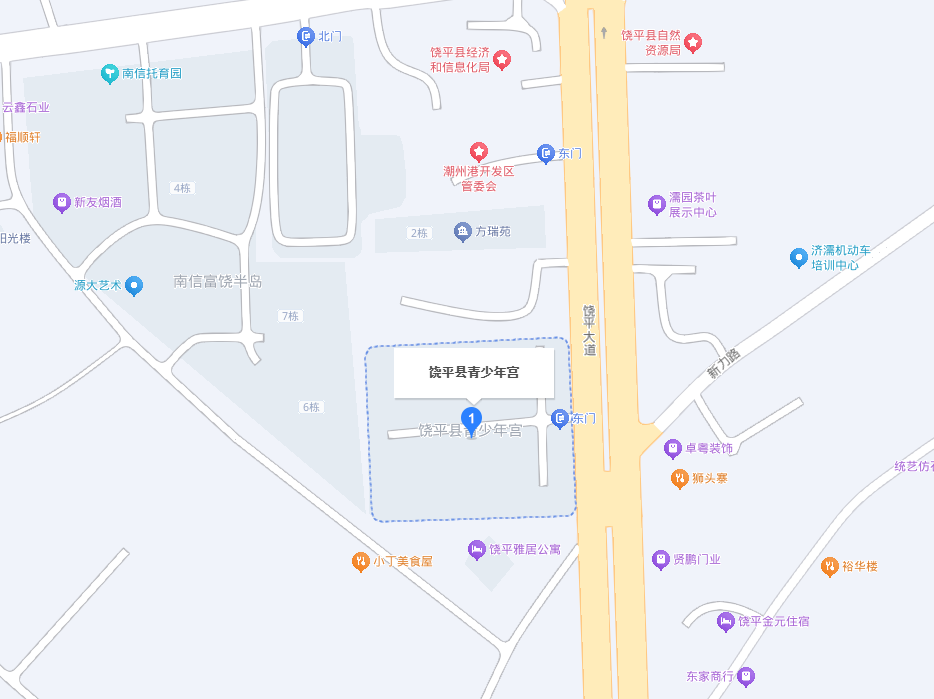 北门
饶平县自然
资源局
饶平县经济
和信息化局
南信托育园
云鑫石业
福顺轩
东门
潮州港开发区
管委会
4栋
新友烟酒
濡园茶叶
展示中心
2栋
方瑞苑
阳光楼
济濡机动车
培训中心
南信富饶半岛
源大艺术
7栋
饶平大道
新力路
饶平县青少年宫
6栋
1
东门
饶平县青少年宫
卓粤装饰
统艺仿石
狮头寨
饶平雅居公寓
小丁美食屋
贤鹏门业
裕华楼
饶平金元住宿
东家商行